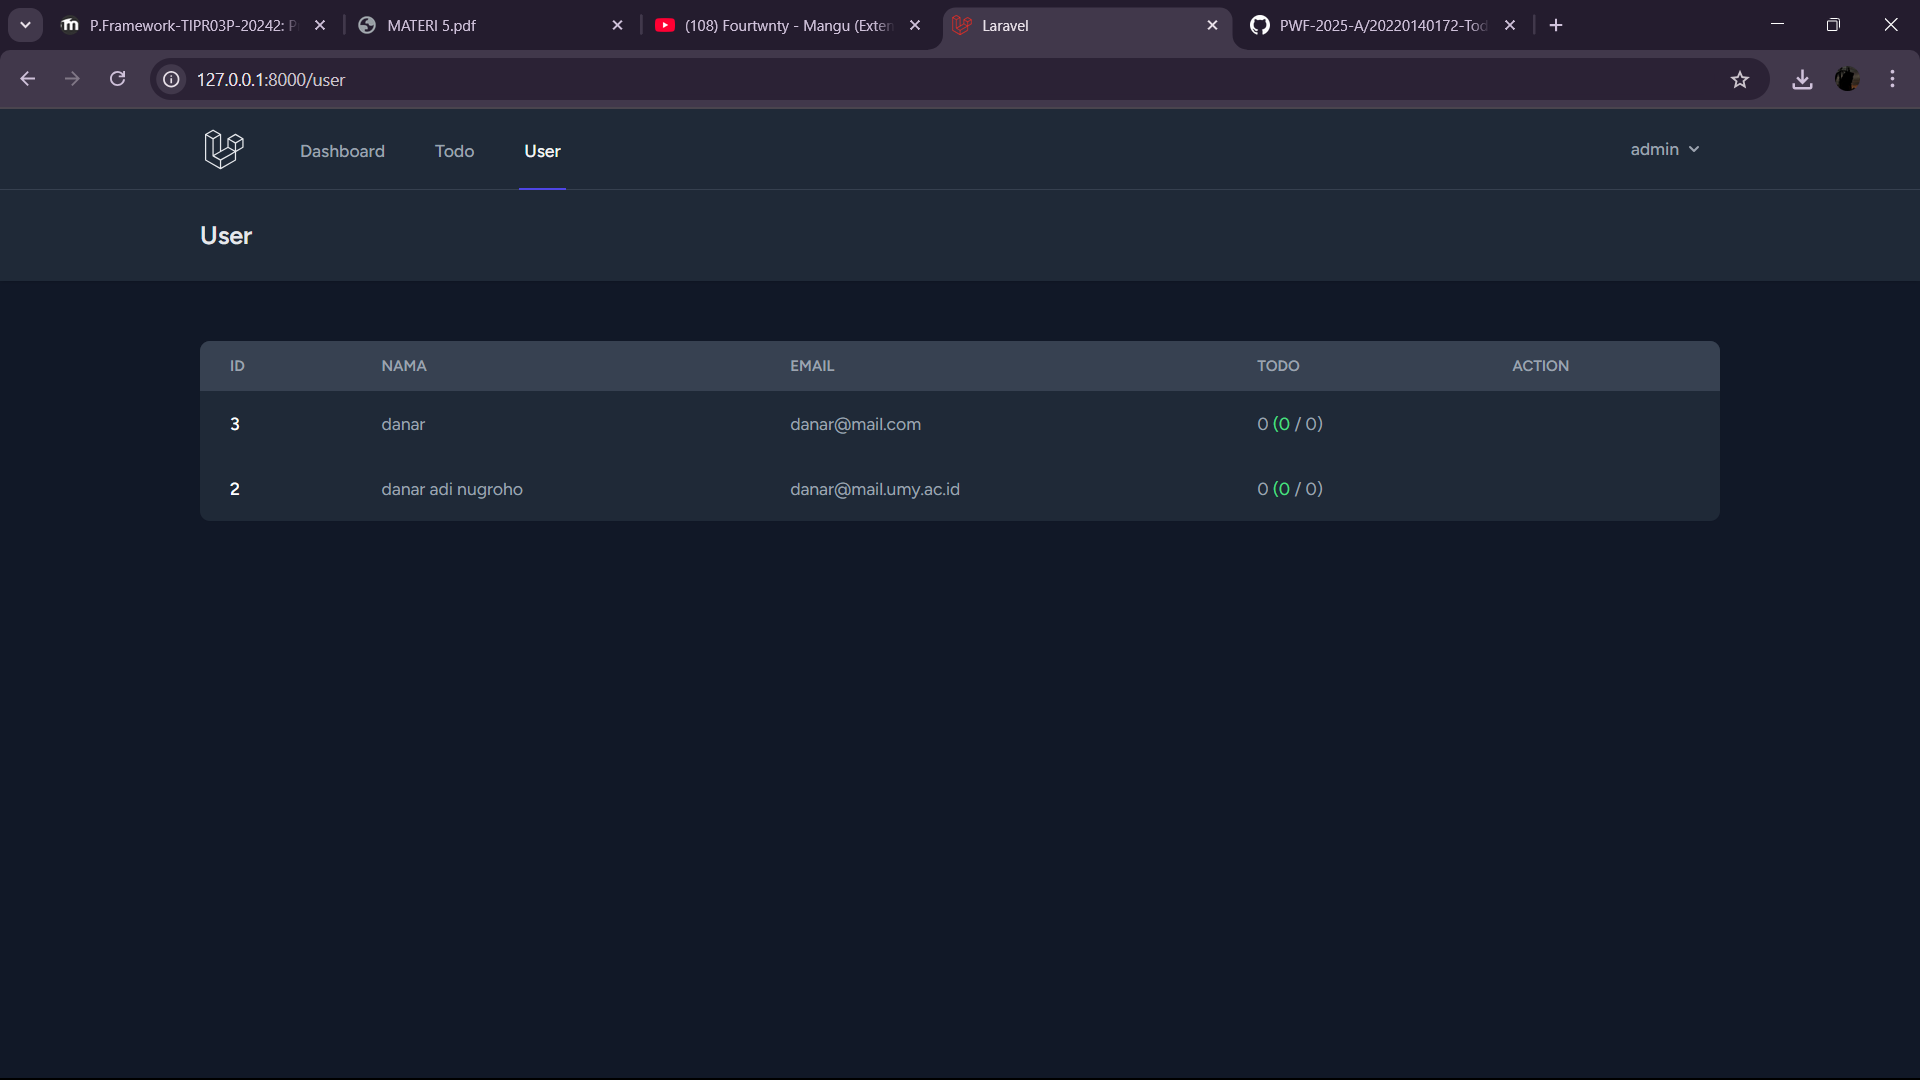 P.Framework-TIPR03P-20242: P
MATERI 5.pdf
(108) Fourtwnty - Mangu (Exten
Laravel
PWF-2025-A/20220140172-Tod
127.0.0.1:8000/user
Dashboard Todo User admin
User
ID NAMA EMAIL TODO ACTION
3 danar danar@mail.com 0 (0 / 0)
2 danar adi nugroho danar@mail.umy.ac.id 0 (0 / 0)